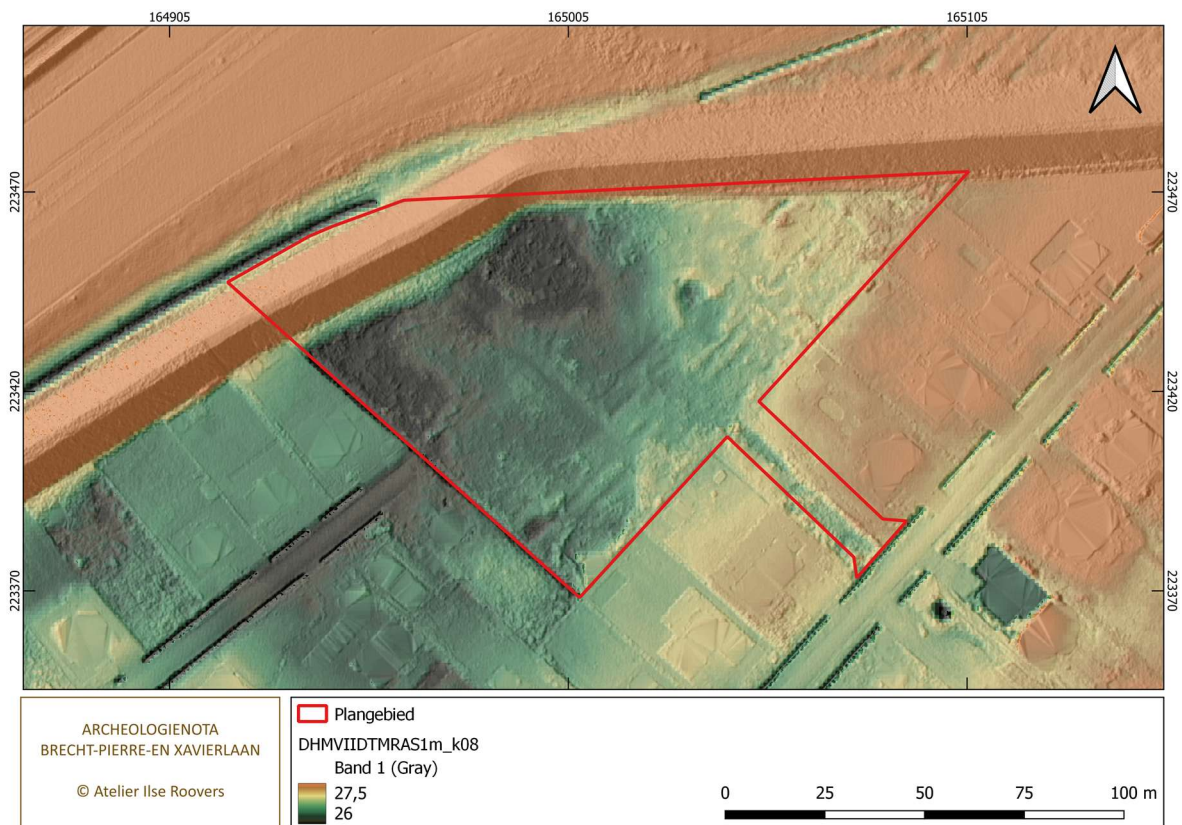 164905
165005
165105
223470
223470
223420
223420
223370
223370
ARCHEOLOGIENOTA
BRECHT-PIERRE-EN XAVIERLAAN
© Atelier Ilse Roovers
Plangebied
DHMVIIDTMRAS1m_k08
Band 1 (Gray)
27,5
26
0 25 50 75 100 m